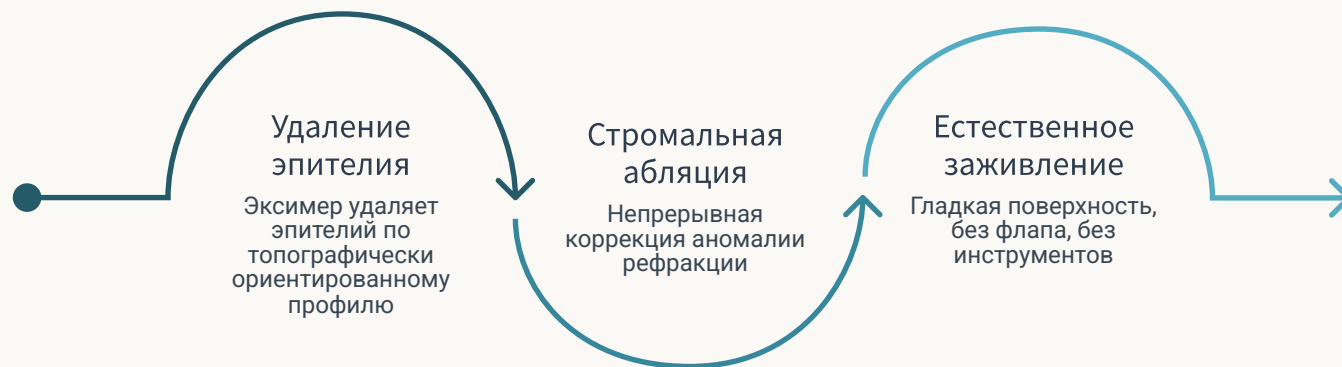 Удаление
эпителия
Эксимер удаляет
эпителий по
топографически
ориентированному
профилю
Стромальная
абляция
Непрерывная
коррекция аномалии
рефракции
Естественное
заживление
Гладкая поверхность,
без флапа, без
инструментов